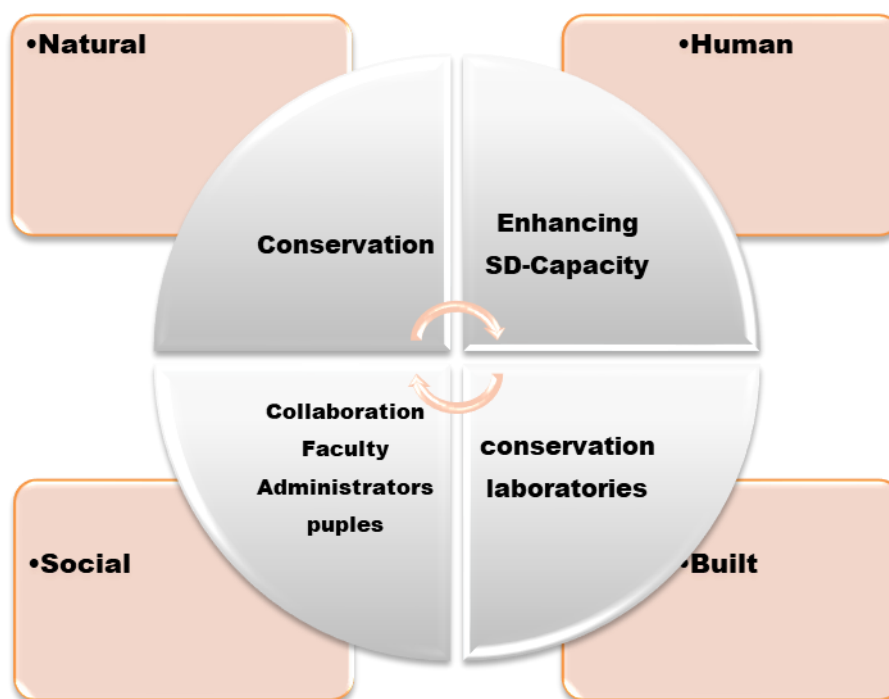 •Natural
•Human
Conservation
Enhancing
SD-Capacity
Collaboration
Faculty
Administrators
puples
conservation
laboratories
•Social
•Built